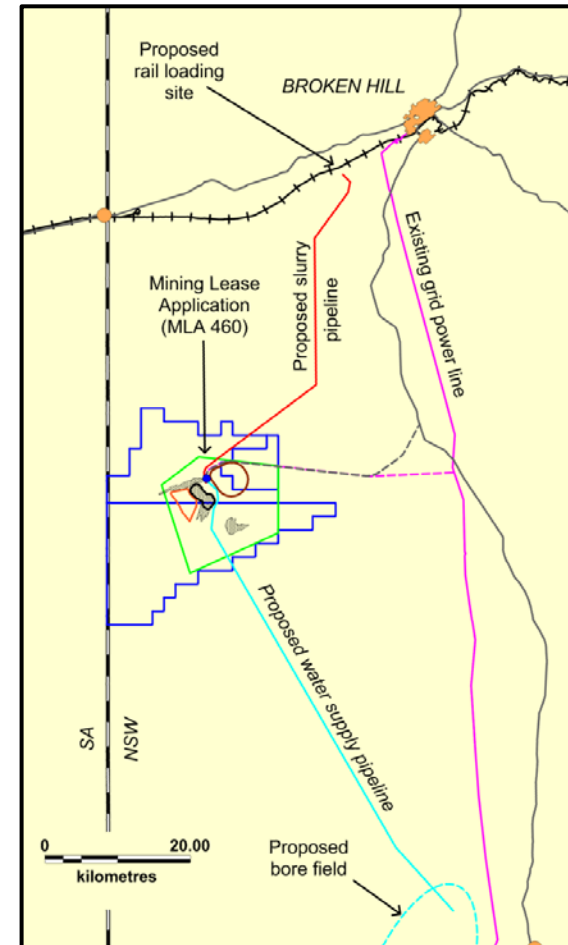 Proposed
rail loading
site
BROKEN HILL
Mining Lease
Application
(MLA 460)
Proposed slurry
pipeline
Existing grid power line
Proposed water supply pipeline
SA
NSW
0
20.00
kilometres
Proposed
bore field